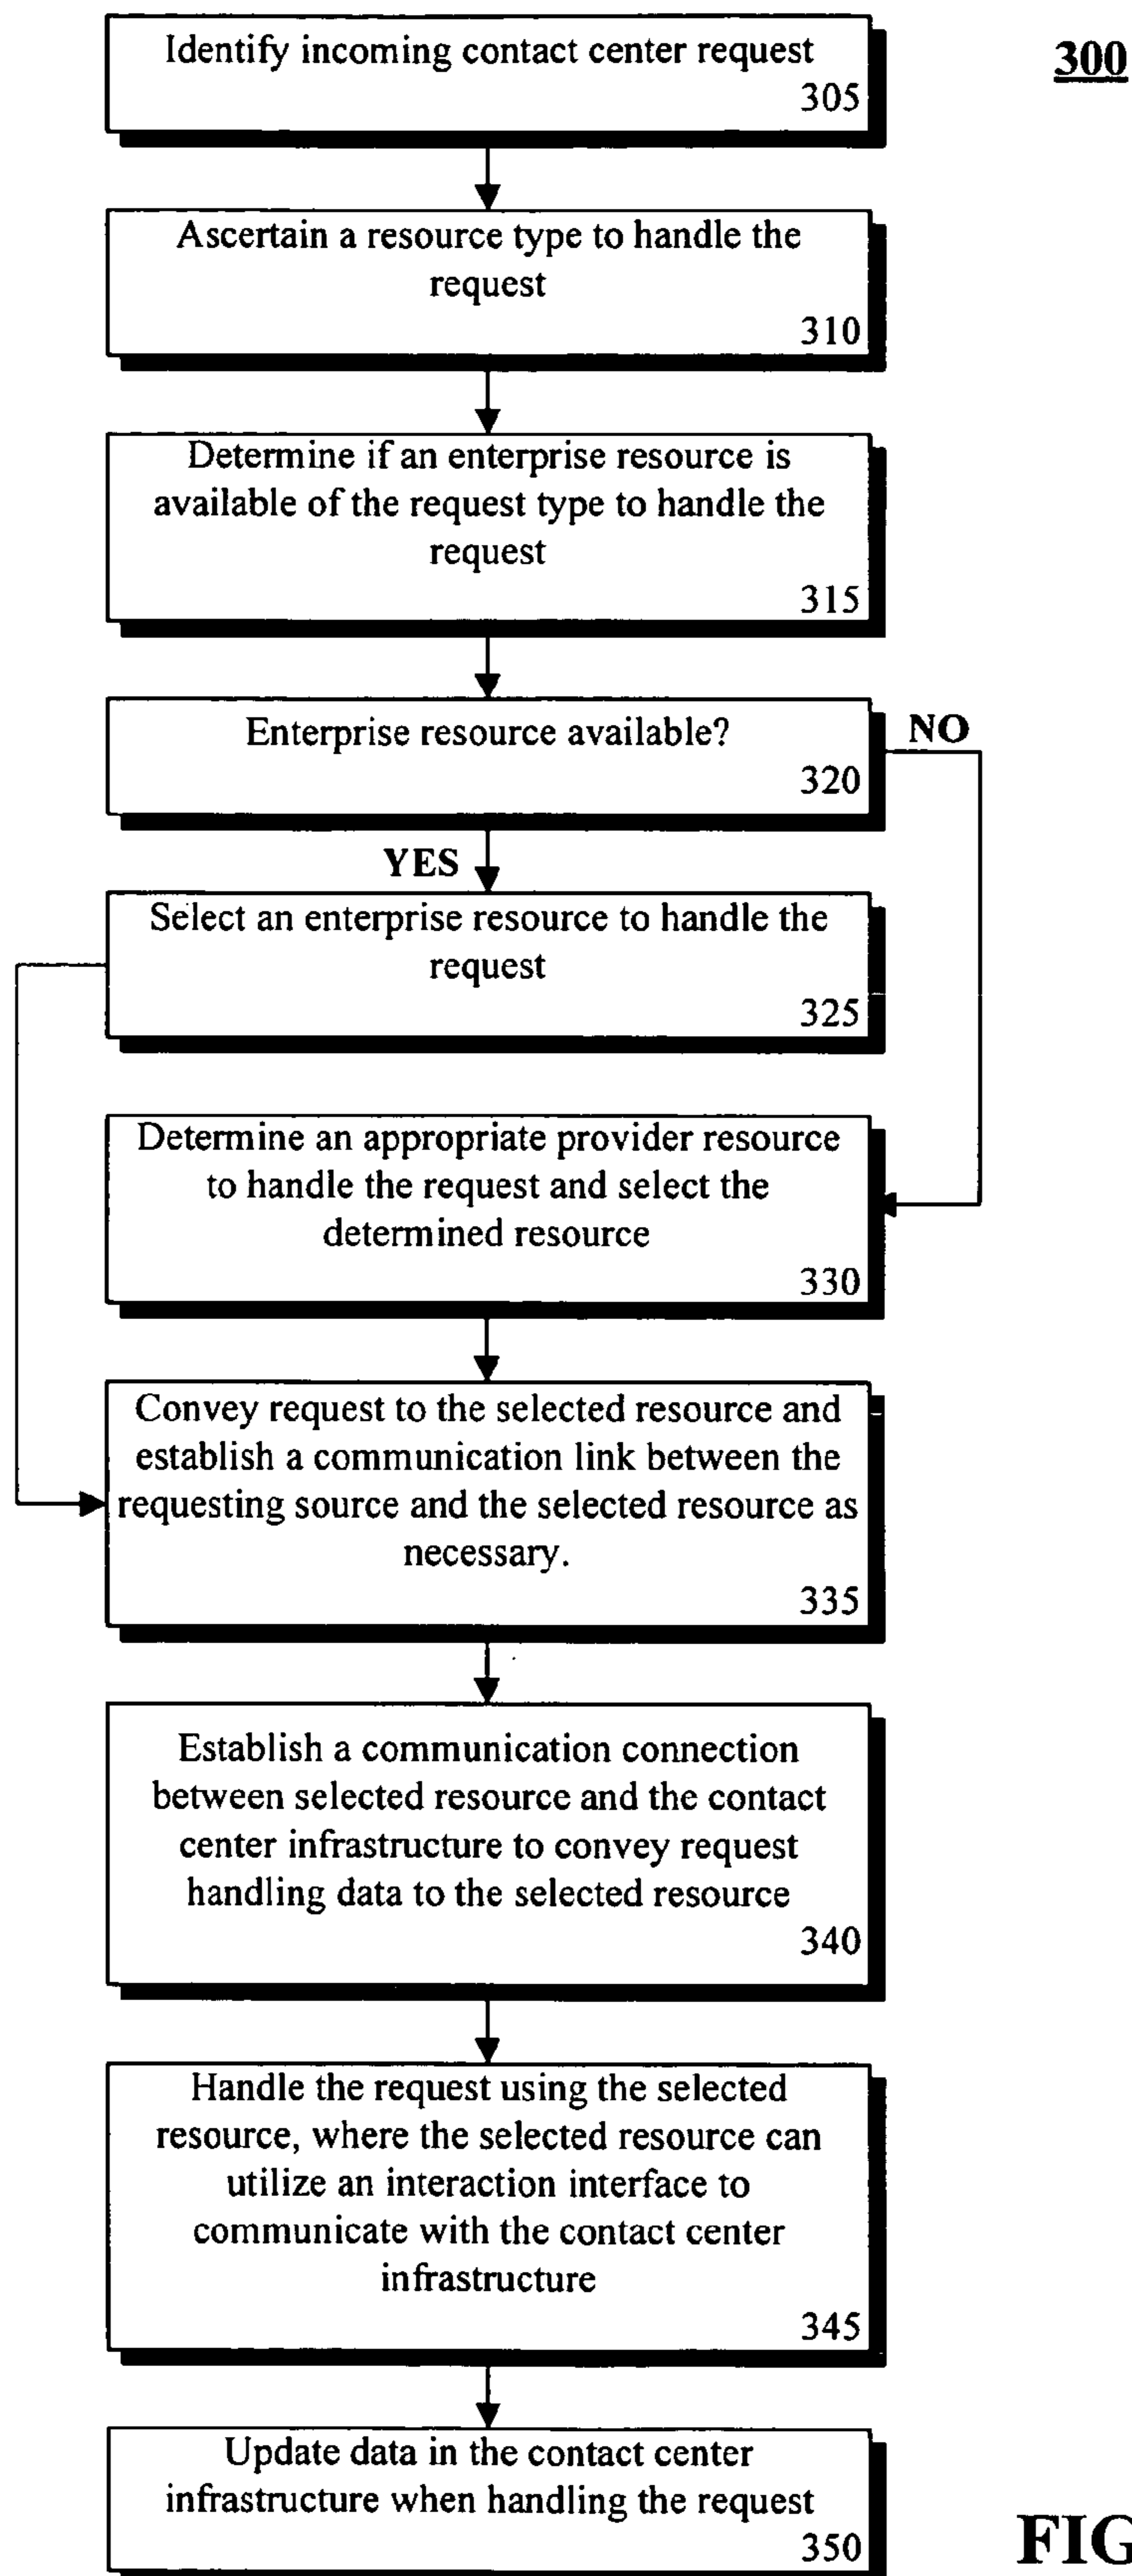 300
Identify incoming contact center request
305
Ascertain a resource type to handle the
request
310
Determine if an enterprise resource is
available of the request type to handle the
request
315
Enterprise resource available?
320
NO
YES
Select an enterprise resource to handle the
request
325
Determine an appropriate provider resource
to handle the request and select the
determined resource
330
Convey request to the selected resource and
establish a communication link between the
requesting source and the selected resource as
necessary.
335
Establish a communication connection
between selected resource and the contact
center infrastructure to convey request
handling data to the selected resource
340
Handle the request using the selected
resource, where the selected resource can
utilize an interaction interface to
communicate with the contact center
infrastructure
345
Update data in the contact center
infrastructure when handling the request
350
FIG